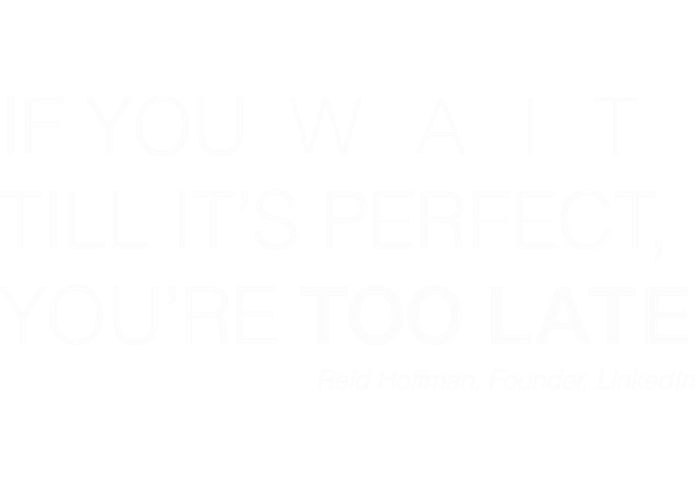 IF YOU W A I T
TILL IT'S PERFECT,
YOU'RE TOO LATE
Reid Hoffman, Founder, LinkedIn